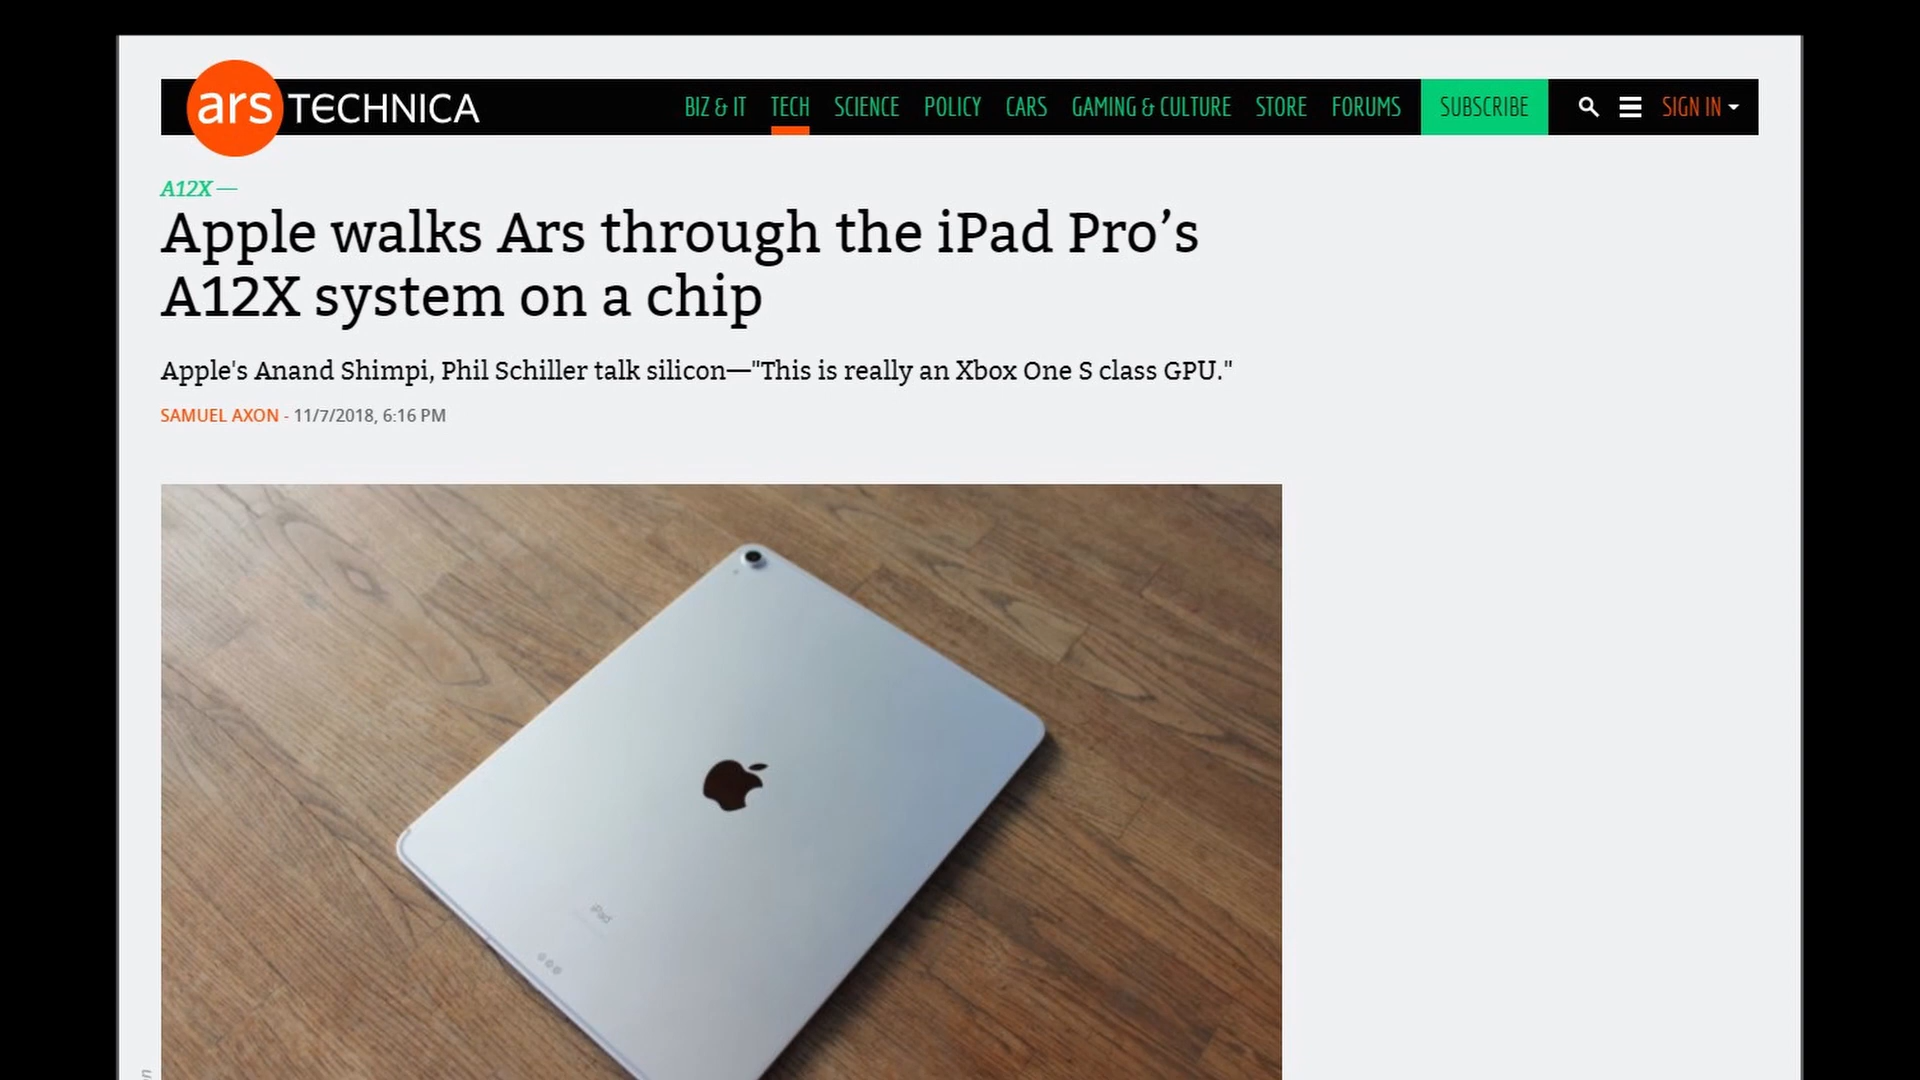 ars TECHNICA
BIZ & IT TECH SCIENCE POLICY CARS GAMING & CULTURE STORE FORUMS SUBSCRIBE SIGN IN
A12X —
Apple walks Ars through the iPad Pro’s
A12X system on a chip
Apple's Anand Shimpi, Phil Schiller talk silicon—"This is really an Xbox One S class GPU."
SAMUEL AXON - 11/7/2018, 6:16 PM
iPad